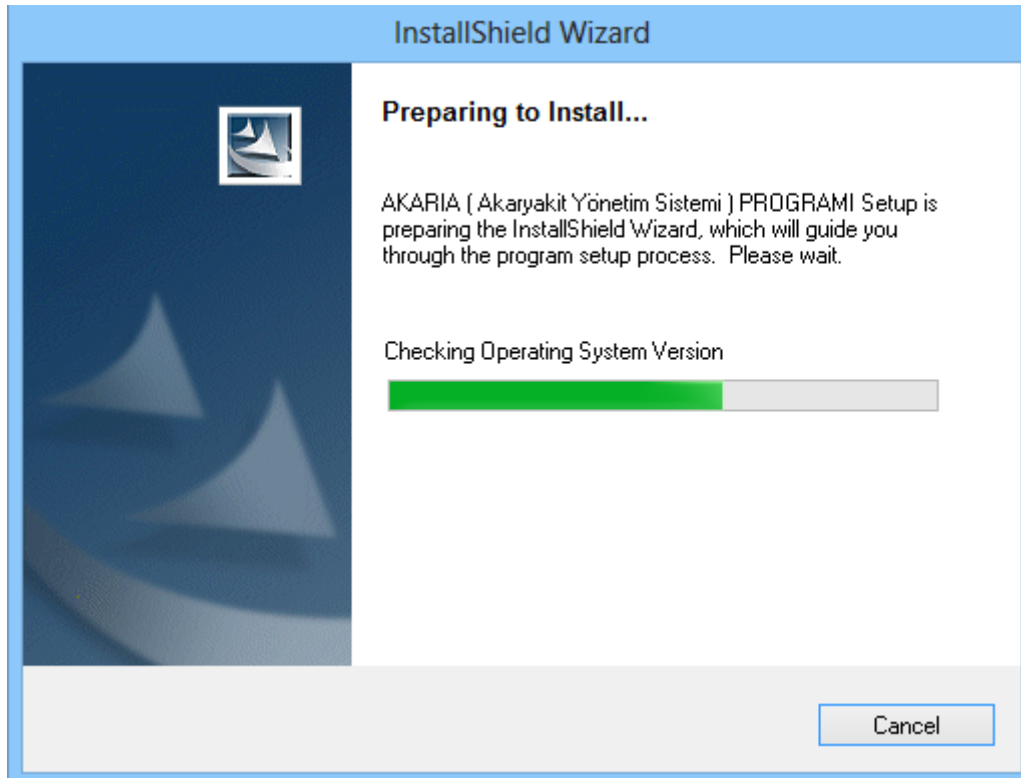 InstallShield Wizard
Preparing to Install...
AKARIA ( Akaryakit Yönetim Sistemi ) PROGRAMI Setup is
preparing the InstallShield Wizard, which will guide you
through the program setup process.  Please wait.
Checking Operating System Version
Cancel